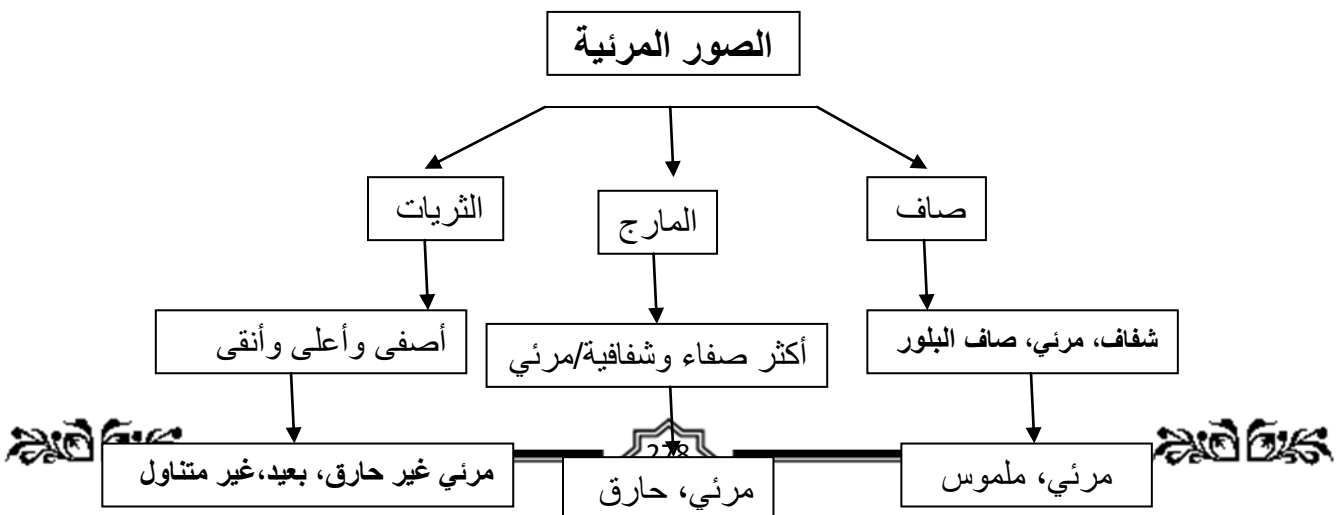 الصور المرئية
صاف
المارج
الثريات
شفاف، مرئي، صاف البلور
أكثر صفاء وشفافية/مرئي
أصفى وأعلى وأنقى
مرئي، ملموس
مرئي، حارق
مرئي غير حارق، بعيد،غير متناول